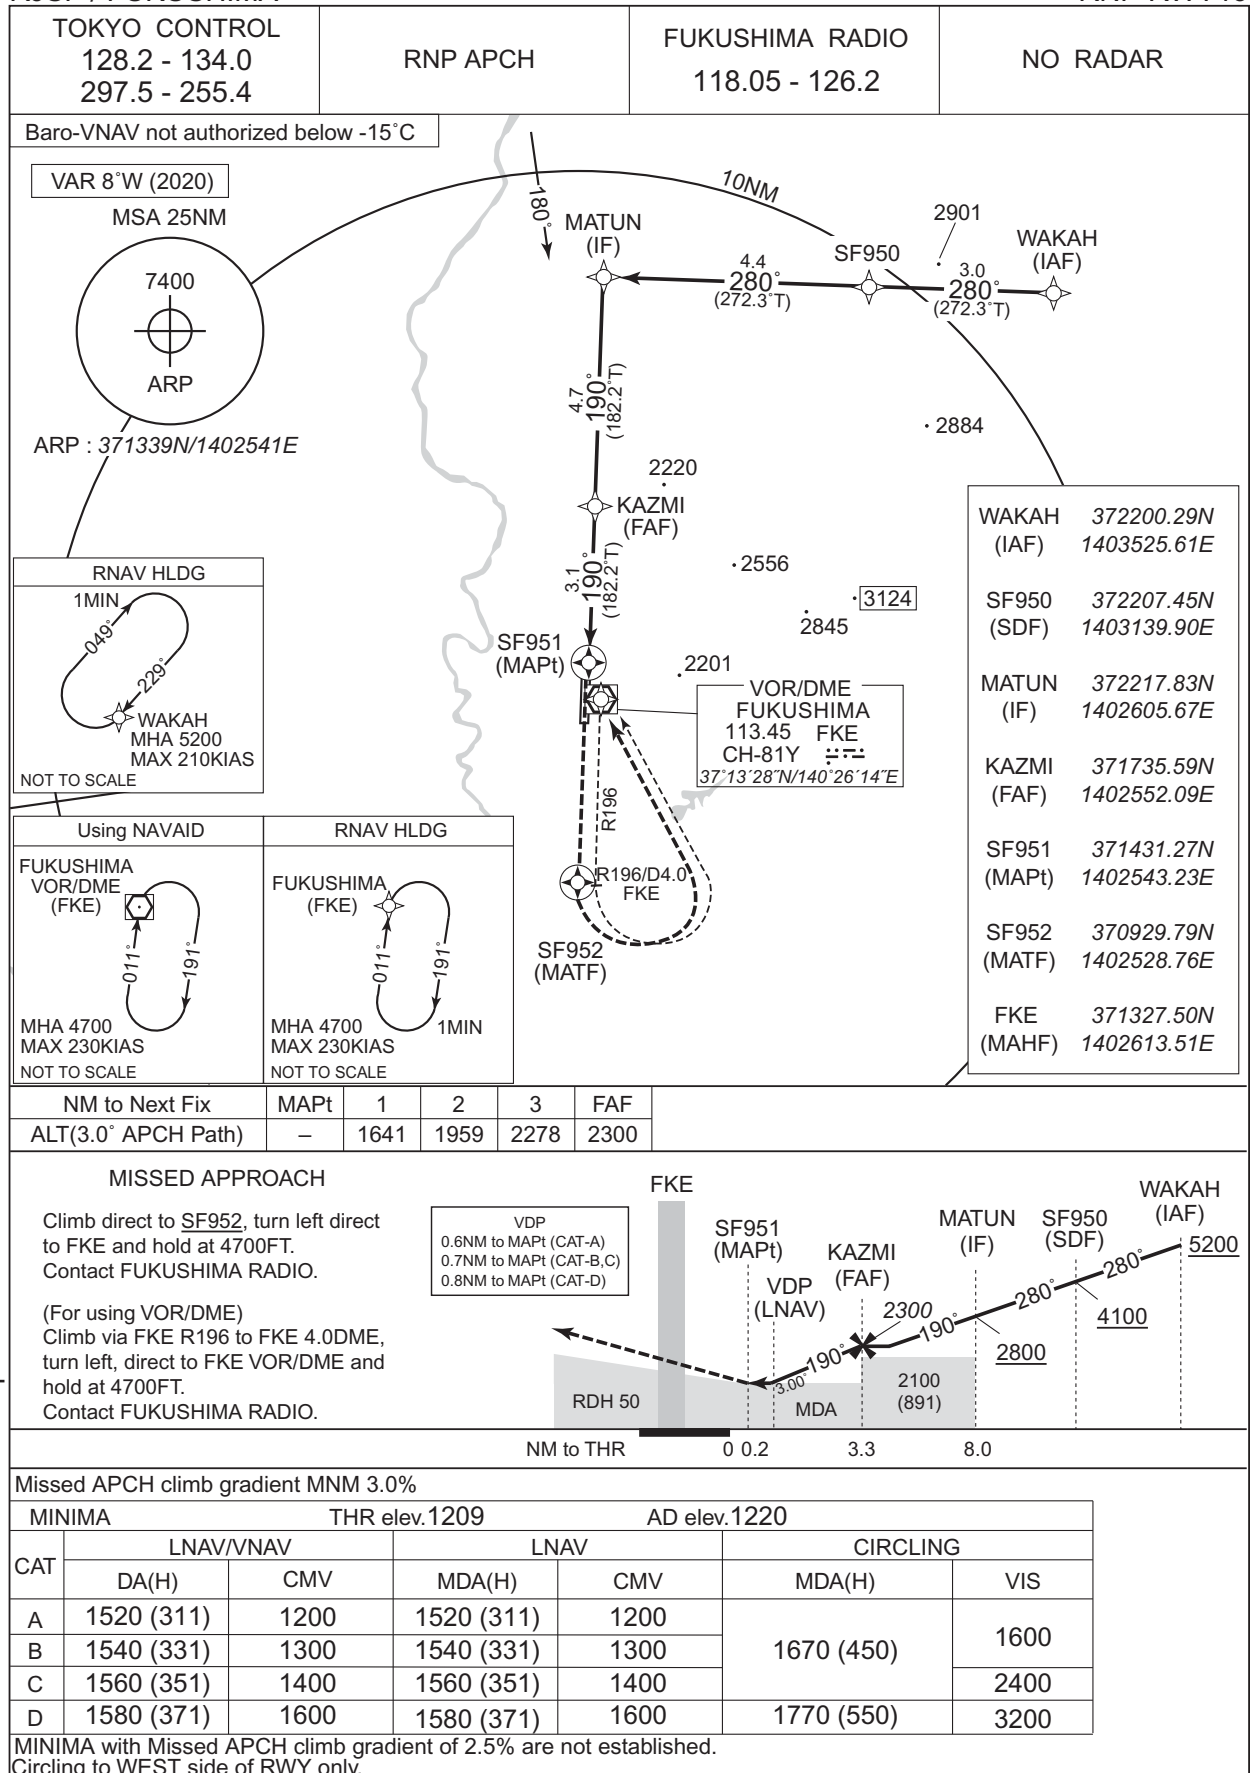 TOKYO CONTROL
128.2 - 134.0
297.5 - 255.4
RNP APCH
FUKUSHIMA RADIO
118.05 - 126.2
NO RADAR
Baro-VNAV not authorized below -15°C
VAR 8°W (2020)
MSA 25NM
7400
ARP
ARP : 371339N/1402541E
180°
10NM
MATUN
(IF)
4.4
280°
(272.3°T)
SF950
2901
3.0
280°
(272.3°T)
WAKAH
(IAF)
4.7
190°
(182.2°T)
2884
2220
KAZMI
(FAF)
3.1
190°
(182.2°T)
2556
3124
2845
SF951
(MAPt)
2201
VOR/DME
FUKUSHIMA
113.45 FKE
CH-81Y
37°13′28″N/140°26′14″E
R196
R196/D4.0
FKE
SF952
(MATF)
WAKAH 372200.29N
(IAF) 1403525.61E
SF950 372207.45N
(SDF) 1403139.90E
MATUN 372217.83N
(IF) 1402605.67E
KAZMI 371735.59N
(FAF) 1402552.09E
SF951 371431.27N
(MAPt) 1402543.23E
SF952 370929.79N
(MATF) 1402528.76E
FKE 371327.50N
(MAHF) 1402613.51E
RNAV HLDG
1MIN
049°
229°
WAKAH
MHA 5200
MAX 210KIAS
NOT TO SCALE
Using NAVAID
FUKUSHIMA
VOR/DME
(FKE)
011°
191°
MHA 4700
MAX 230KIAS
NOT TO SCALE
RNAV HLDG
FUKUSHIMA
(FKE)
011°
191°
MHA 4700 1MIN
MAX 230KIAS
NOT TO SCALE
NM to Next Fix MAPt 1 2 3 FAF
ALT(3.0° APCH Path) – 1641 1959 2278 2300
MISSED APPROACH
Climb direct to SF952, turn left direct
to FKE and hold at 4700FT.
Contact FUKUSHIMA RADIO.
(For using VOR/DME)
Climb via FKE R196 to FKE 4.0DME,
turn left, direct to FKE VOR/DME and
hold at 4700FT.
Contact FUKUSHIMA RADIO.
VDP
0.6NM to MAPt (CAT-A)
0.7NM to MAPt (CAT-B,C)
0.8NM to MAPt (CAT-D)
FKE
SF951
(MAPt)
VDP
(LNAV)
KAZMI
(FAF)
MATUN
(IF)
SF950
(SDF)
WAKAH
(IAF)
5200
280°
4100
280°
2800
190°
2300
190°
3.00°
2100
(891)
MDA
RDH 50
NM to THR 0 0.2 3.3 8.0
Missed APCH climb gradient MNM 3.0%
MINIMA THR elev.1209 AD elev.1220
CAT LNAV/VNAV LNAV CIRCLING
DA(H) CMV MDA(H) CMV MDA(H) VIS
A 1520 (311) 1200 1520 (311) 1200 1670 (450) 1600
B 1540 (331) 1300 1540 (331) 1300
C 1560 (351) 1400 1560 (351) 1400 2400
D 1580 (371) 1600 1580 (371) 1600 1770 (550) 3200
MINIMA with Missed APCH climb gradient of 2.5% are not established.
Circling to WEST side of RWY only.